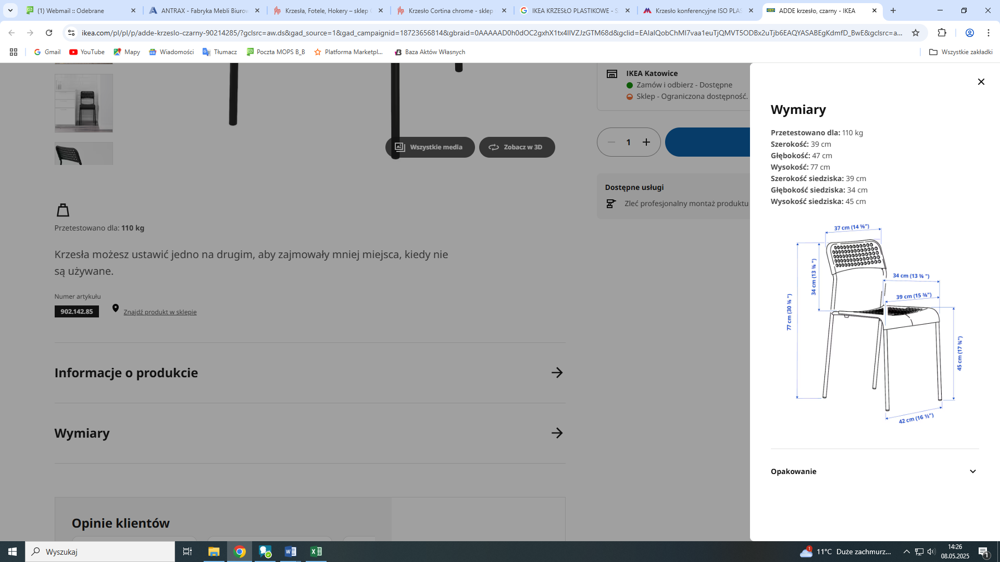 (1) Webmail :: Odebrane
ANTRAX - Fabryka Mebli Biurow
Krzesła, Fotele, Hokery – sklep
Krzesło Cortina chrome - sklep
IKEA KRZESŁO PLASTIKOWE - S
Krzesło konferencyjne ISO PLAS
ADDE krzesło, czarny - IKEA
ikea.com/pl/pl/p/adde-krzeslo-czarny-90214285/?gclsrc=aw.ds&gad_source=1&gad_campaignid=18723656814&gbraid=0AAAAAD0h0dOC2gxhX1tx4IlVZJzGTM68d&gclid=EAIaIQobChMI7vaa1euTjQMVT5ODBx2uTjb6EAQYASABEgKdmfD_BwE&gclsrc=a...
Gmail
YouTube
Mapy
Wiadomości
Tłumacz
Poczta MOPS B_B
Platforma Marketpl...
Baza Aktów Własnych
Wszystkie zakładki
IKEA Katowice
Zamów i odbierz - Dostępne
Sklep - Ograniczona dostępność.
1
Wszystkie media
Zobacz w 3D
Dostępne usługi
Zleć profesjonalny montaż produktu
Przetestowano dla: 110 kg
Krzesła możesz ustawić jedno na drugim, aby zajmowały mniej miejsca, kiedy nie
są używane.
Numer artykułu
902.142.85
Znajdź produkt w sklepie
Informacje o produkcie
Wymiary
Opinie klientów
Wymiary
Przetestowano dla: 110 kg
Szerokość: 39 cm
Głębokość: 47 cm
Wysokość: 77 cm
Szerokość siedziska: 39 cm
Głębokość siedziska: 34 cm
Wysokość siedziska: 45 cm
37 cm (14 ⅝")
34 cm (13 ⅜ ")
34 cm (13 ⅜ ")
39 cm (15 ⅜")
77 cm (30 ⅜ ")
45 cm (17 ¾")
42 cm (16 ½")
Opakowanie
Wyszukaj
1
11°C Duże zachmurz...
14:26
08.05.2025
1